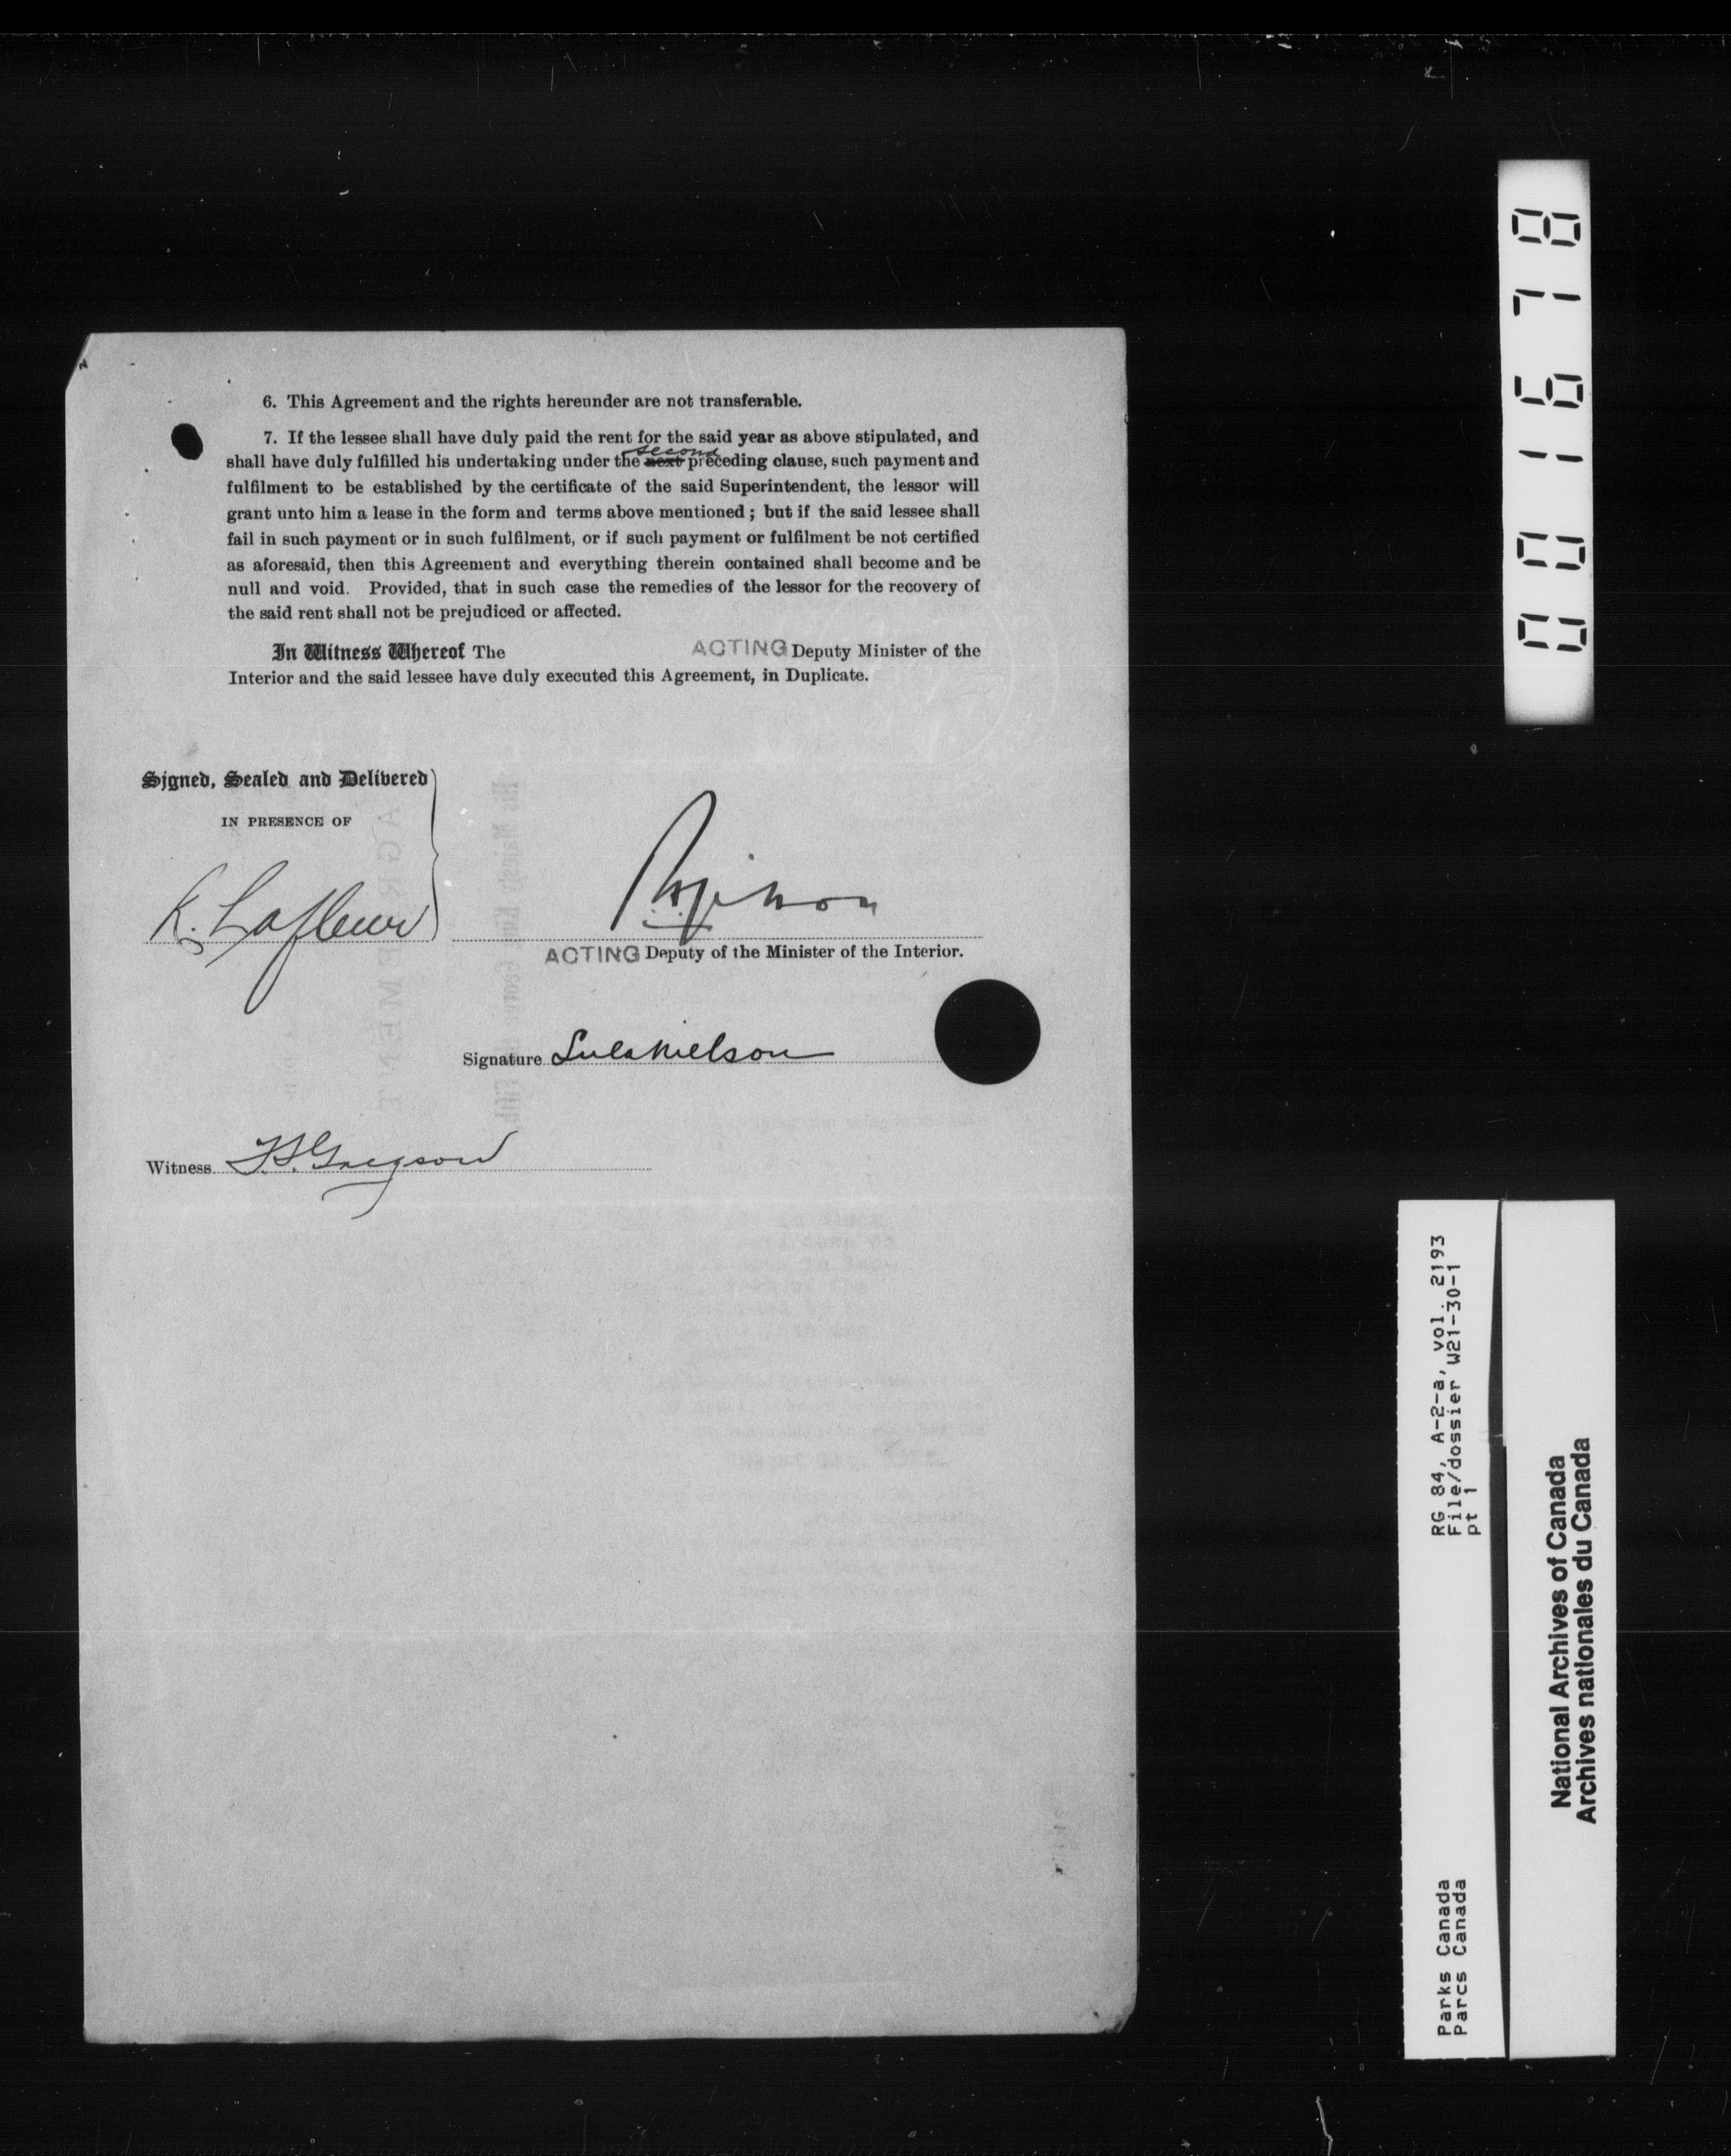 6. This Agreement and the rights hereunder are not transferable.
7. If the lessee shall have duly paid the rent for the said year as above stipulated, and
second
shall have duly fulfilled his undertaking under the next preceding clause, such payment and
fulfilment to be established by the certificate of the said Superintendent, the lessor will
grant unto him a lease in the form and terms above mentioned; but if the said lessee shall
fail in such payment or in such fulfilment, or if such payment or fulfilment be not certified
as aforesaid, then this Agreement and everything therein contained shall become and be
null and void. Provided, that in such case the remedies of the lessor for the recovery of
the said rent shall not be prejudiced or affected.
In Witness Whereof The ACTING Deputy Minister of the
Interior and the said lessee have duly executed this Agreement, in Duplicate.
Signed, Sealed and Delivered
IN PRESENCE OF
K. Lafleur
ACTING Deputy of the Minister of the Interior.
Signature Lula Nielson
Witness
001678
RG 84, A-2-a, vol. 2193
File/dossier W21-30-1
pt 1
Parks Canada
Parcs Canada
National Archives of Canada
Archives nationales du Canada